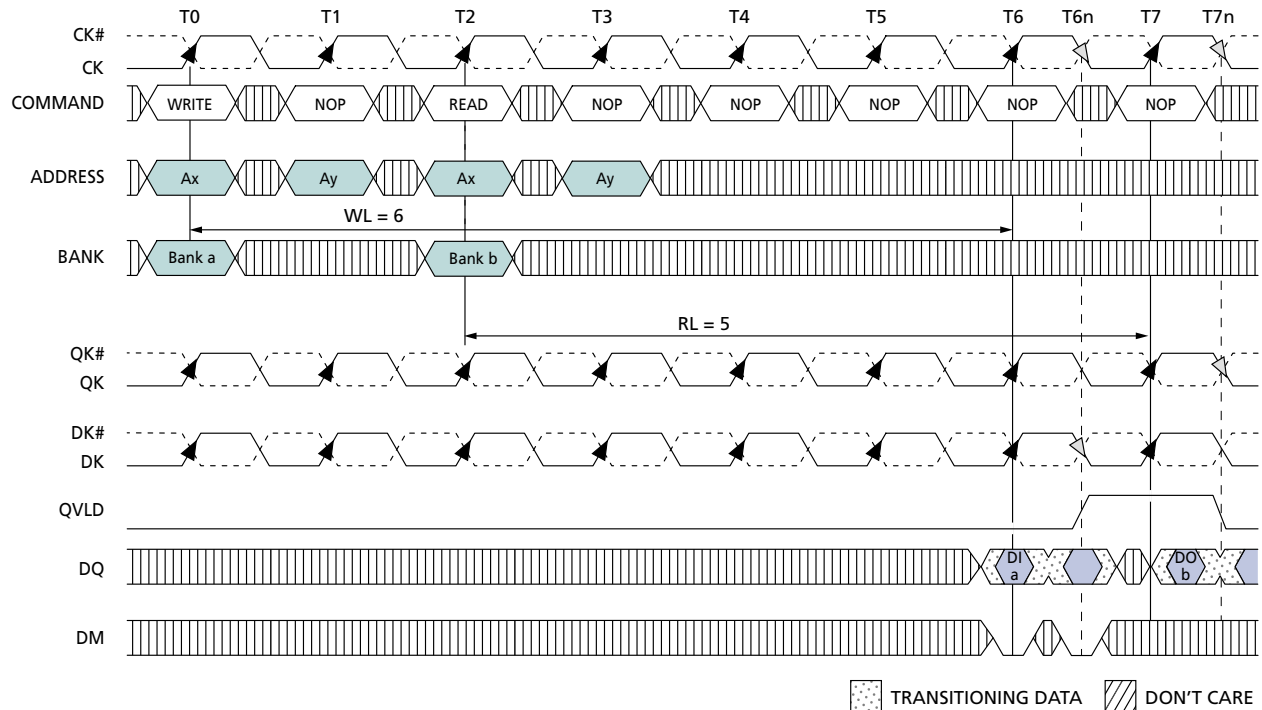 T0 T1 T2 T3 T4 T5 T6 T6n T7 T7n
CK#
CK
COMMAND WRITE NOP READ NOP NOP NOP NOP NOP
ADDRESS Ax Ay Ax Ay
WL = 6
BANK Bank a Bank b
RL = 5
QK#
QK
DK#
DK
QVLD
DQ DI a DO b
DM
TRANSITIONING DATA DON'T CARE